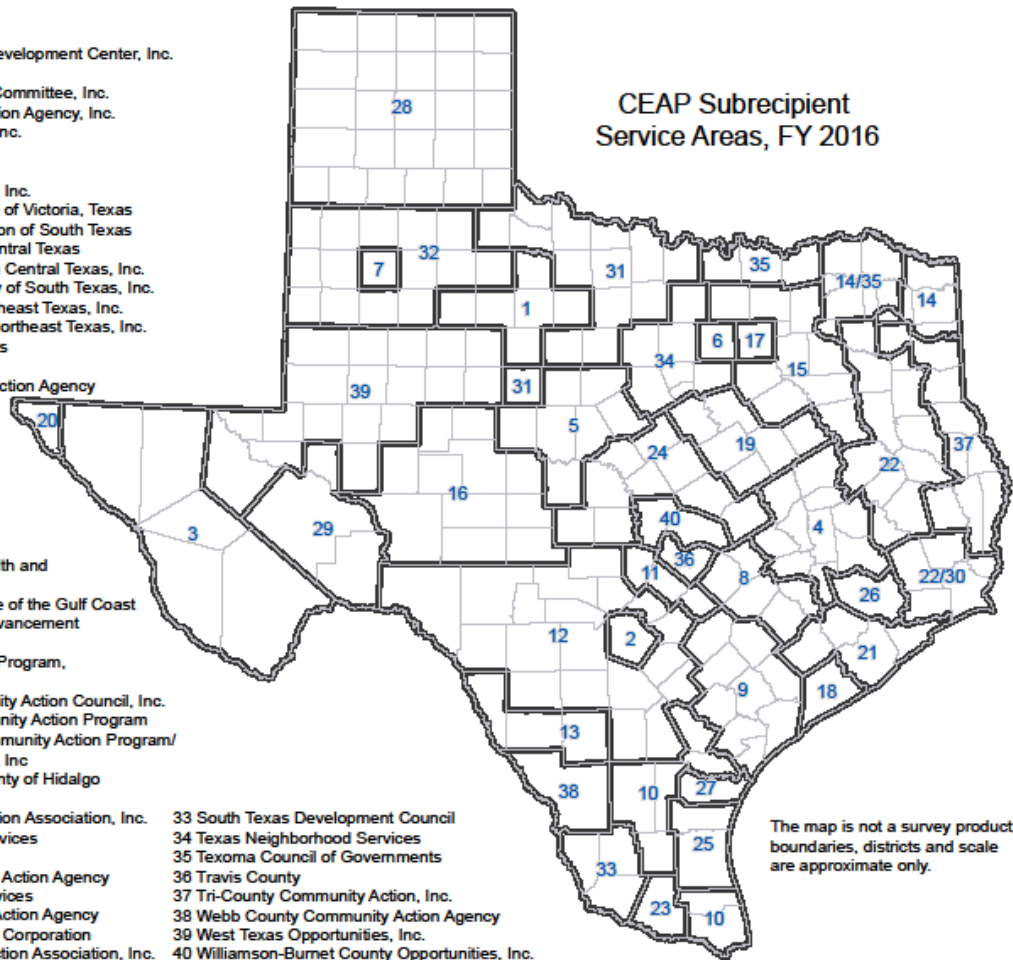 evelopment Center, Inc.
Committee, Inc.
ion Agency, Inc.
nc.
Inc.
of Victoria, Texas
on of South Texas
ntral Texas
Central Texas, Inc.
of South Texas, Inc.
heast Texas, Inc.
ortheast Texas, Inc.
s
ction Agency
lth and
e of the Gulf Coast
vancement
Program,
ity Action Council, Inc.
unity Action Program
mmunity Action Program/
Inc
nty of Hidalgo
ion Association, Inc.
vices
Action Agency
vices
Action Agency
Corporation
ction Association, Inc.
33 South Texas Development Council
34 Texas Neighborhood Services
35 Texoma Council of Governments
36 Travis County
37 Tri-County Community Action, Inc.
38 Webb County Community Action Agency
39 West Texas Opportunities, Inc.
40 Williamson-Burnet County Opportunities, Inc.
CEAP Subrecipient
Service Areas, FY 2016
28
32
7
31
35
14/35
14
1
6
17
34
15
39
31
20
5
24
19
22
37
16
3
29
40
4
36
11
8
22/30
26
12
2
21
9
18
13
38
10
27
25
33
23
10
The map is not a survey product
boundaries, districts and scale
are approximate only.